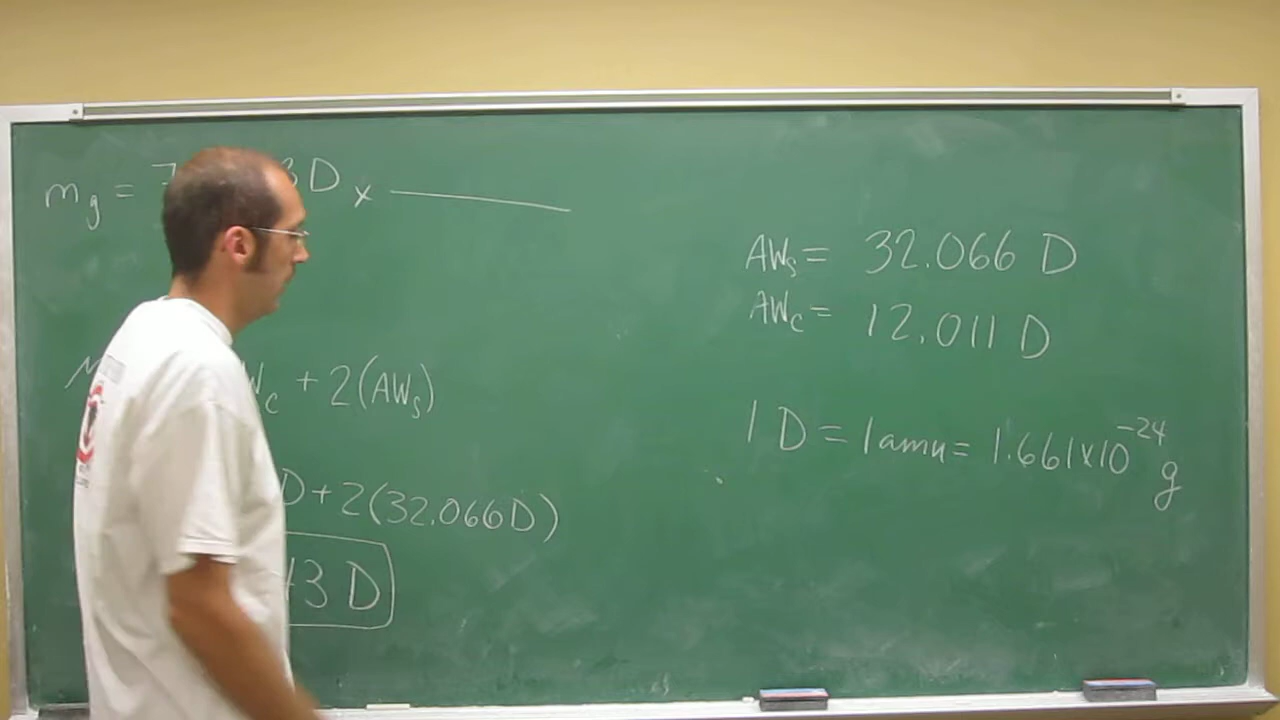 m_g = 7 3 D x
AW_S = 32.066 D
AW_C = 12.011 D
W_C + 2(AW_S)
1 D = 1 amu = 1.661 x 10^-24 g
D + 2(32.066 D)
43 D